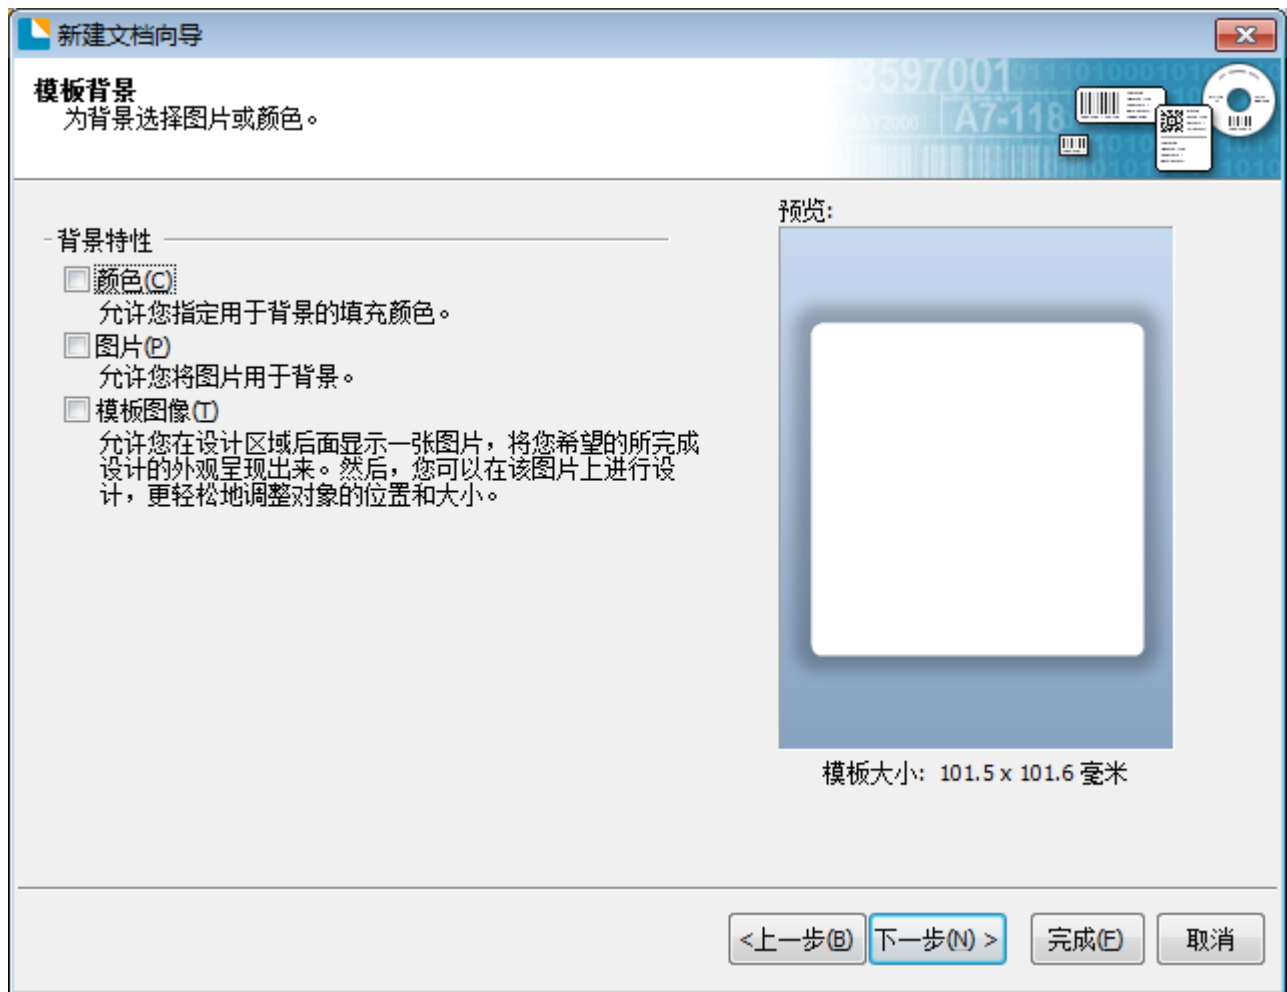 新建文档向导
模板背景
为背景选择图片或颜色。
3597001
A7-118
预览:
背景特性
颜色(C)
允许您指定用于背景的填充颜色。
图片(P)
允许您将图片用于背景。
模板图像(T)
允许您在设计区域后面显示一张图片，将您希望的所完成
设计的外观呈现出来。然后，您可以在该图片上进行设
计，更轻松地调整对象的位置和大小。
模板大小: 101.5 x 101.6 毫米
<上一步(B)
下一步(N) >
完成(F)
取消